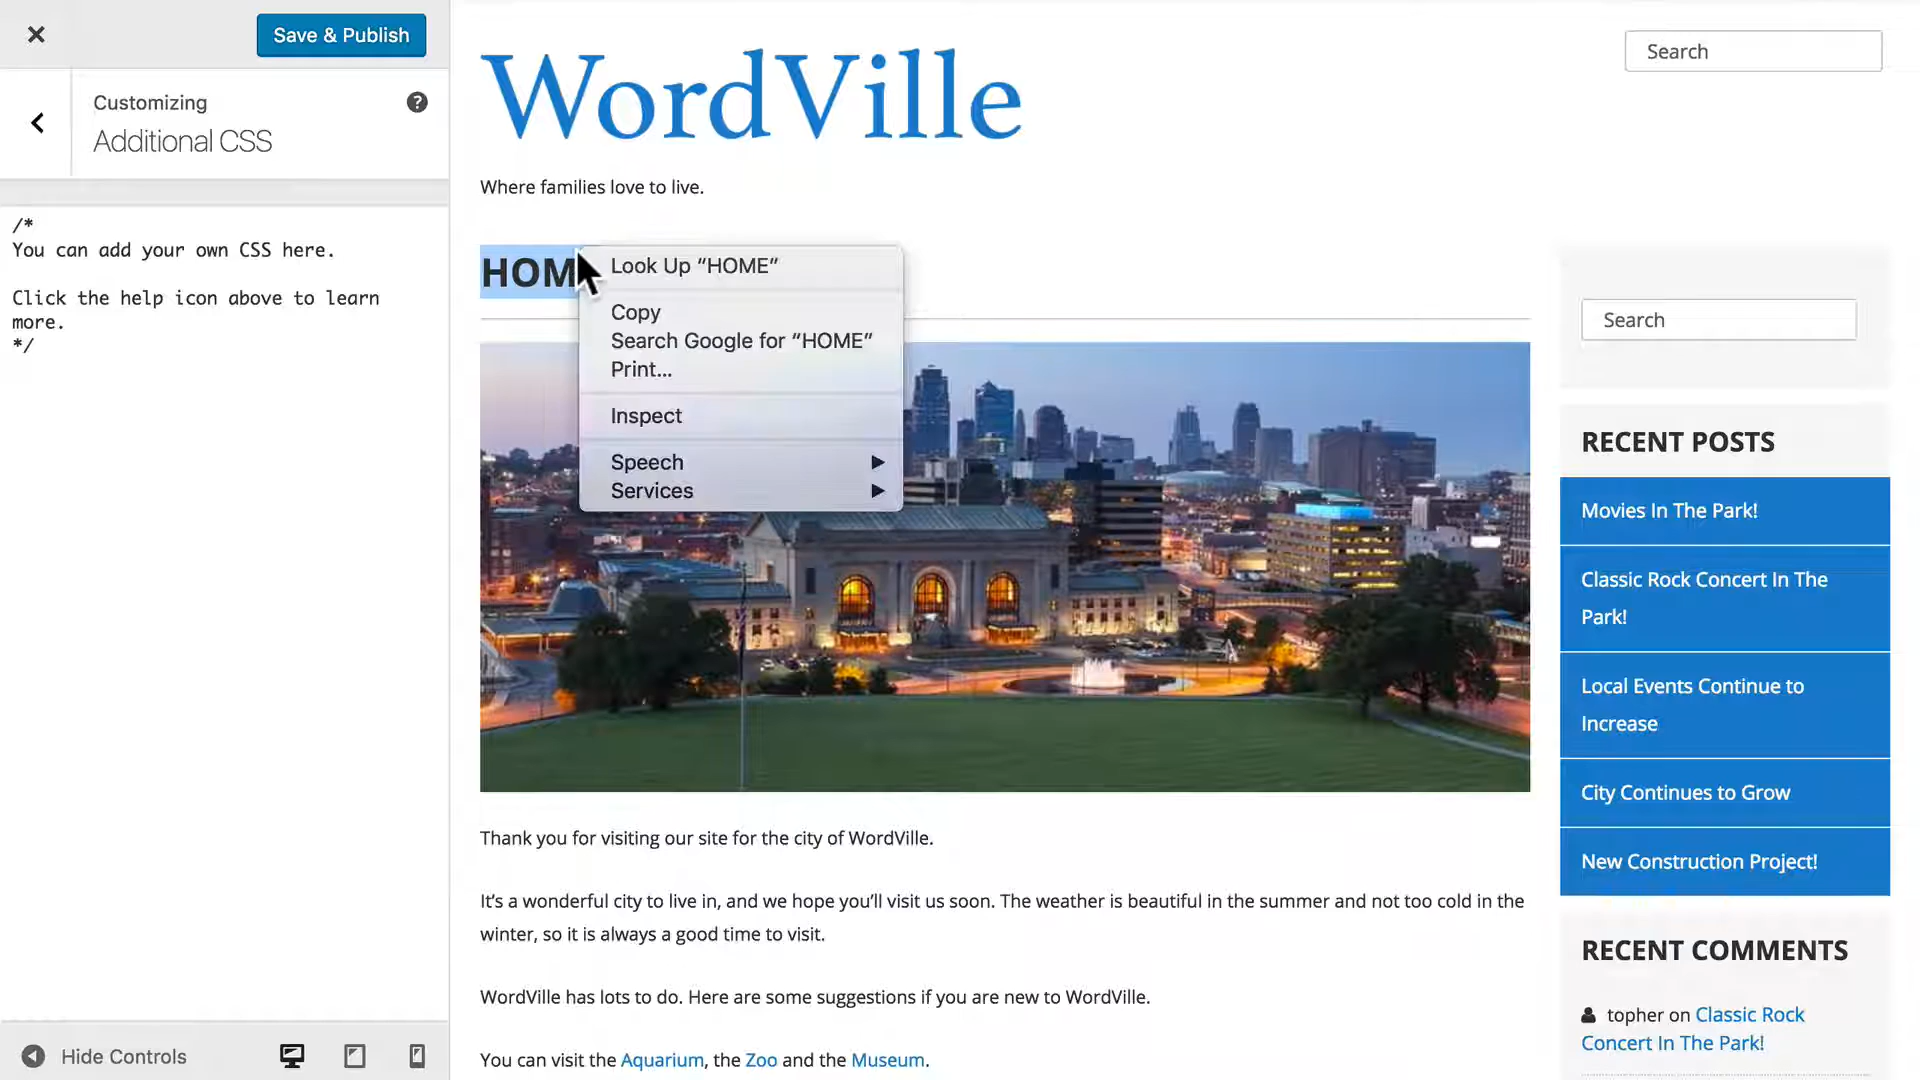 Save & Publish
Customizing
Additional CSS
/*
You can add your own CSS here.
Click the help icon above to learn
more.
*/
Hide Controls
WordVille
Search
Where families love to live.
HOM
Look Up “HOME”
Copy
Search Google for “HOME”
Print...
Inspect
Speech
Services
Thank you for visiting our site for the city of WordVille.
It’s a wonderful city to live in, and we hope you’ll visit us soon. The weather is beautiful in the summer and not too cold in the
winter, so it is always a good time to visit.
WordVille has lots to do. Here are some suggestions if you are new to WordVille.
You can visit the Aquarium, the Zoo and the Museum.
Search
RECENT POSTS
Movies In The Park!
Classic Rock Concert In The
Park!
Local Events Continue to
Increase
City Continues to Grow
New Construction Project!
RECENT COMMENTS
topher on Classic Rock
Concert In The Park!